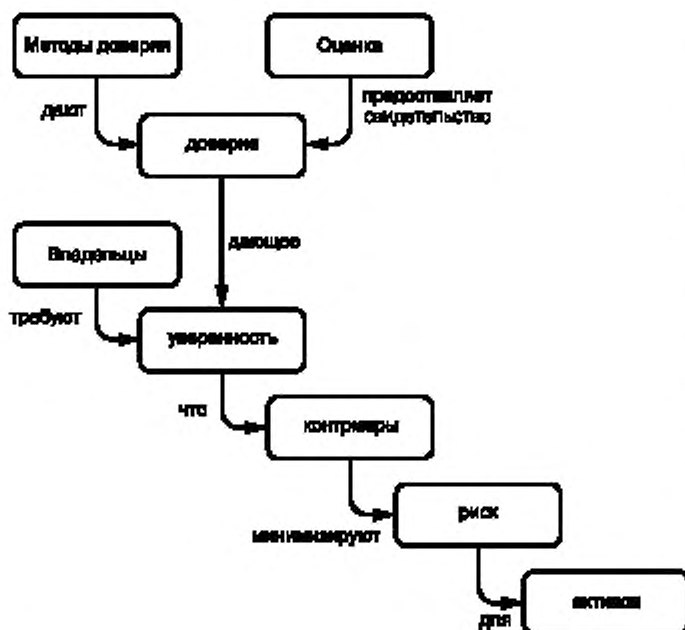 Методы доверия
Оценка
дают
предоставляет
свидетельство
доверие
дающее
Владельцы
требуют
уверенность
что
контрмеры
минимизируют
риск
для
активов